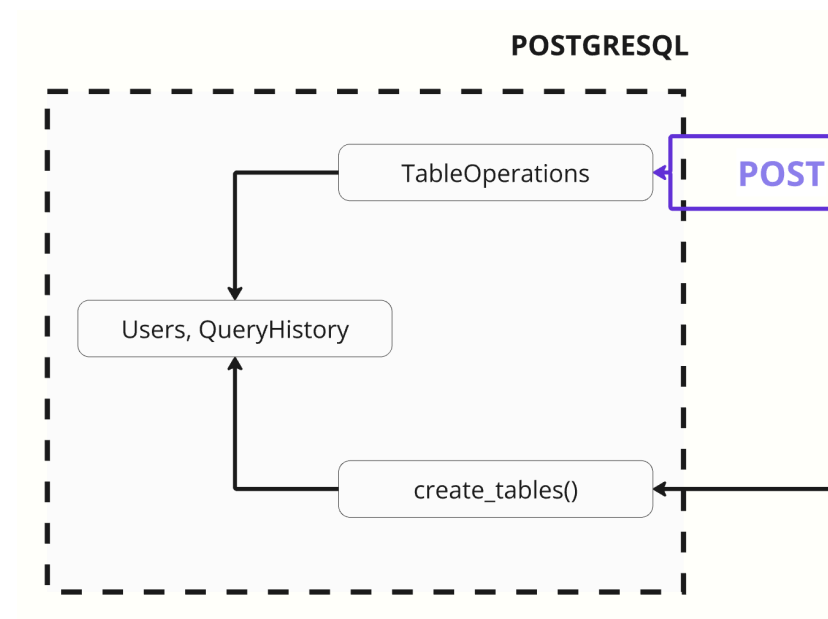 POSTGRESQL
TableOperations
POST
Users, QueryHistory
create_tables()